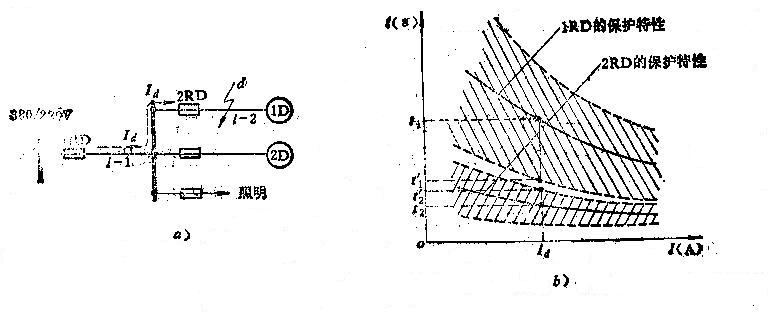 380/220V
1RD
I_d
I_d
2RD
d
1D
l-2
l-1
2D
照明
a)
t(s)
1RD的保护特性
2RD的保护特性
t_1
t'_1
t'_2
t_2
o
I_d
I(A)
b)